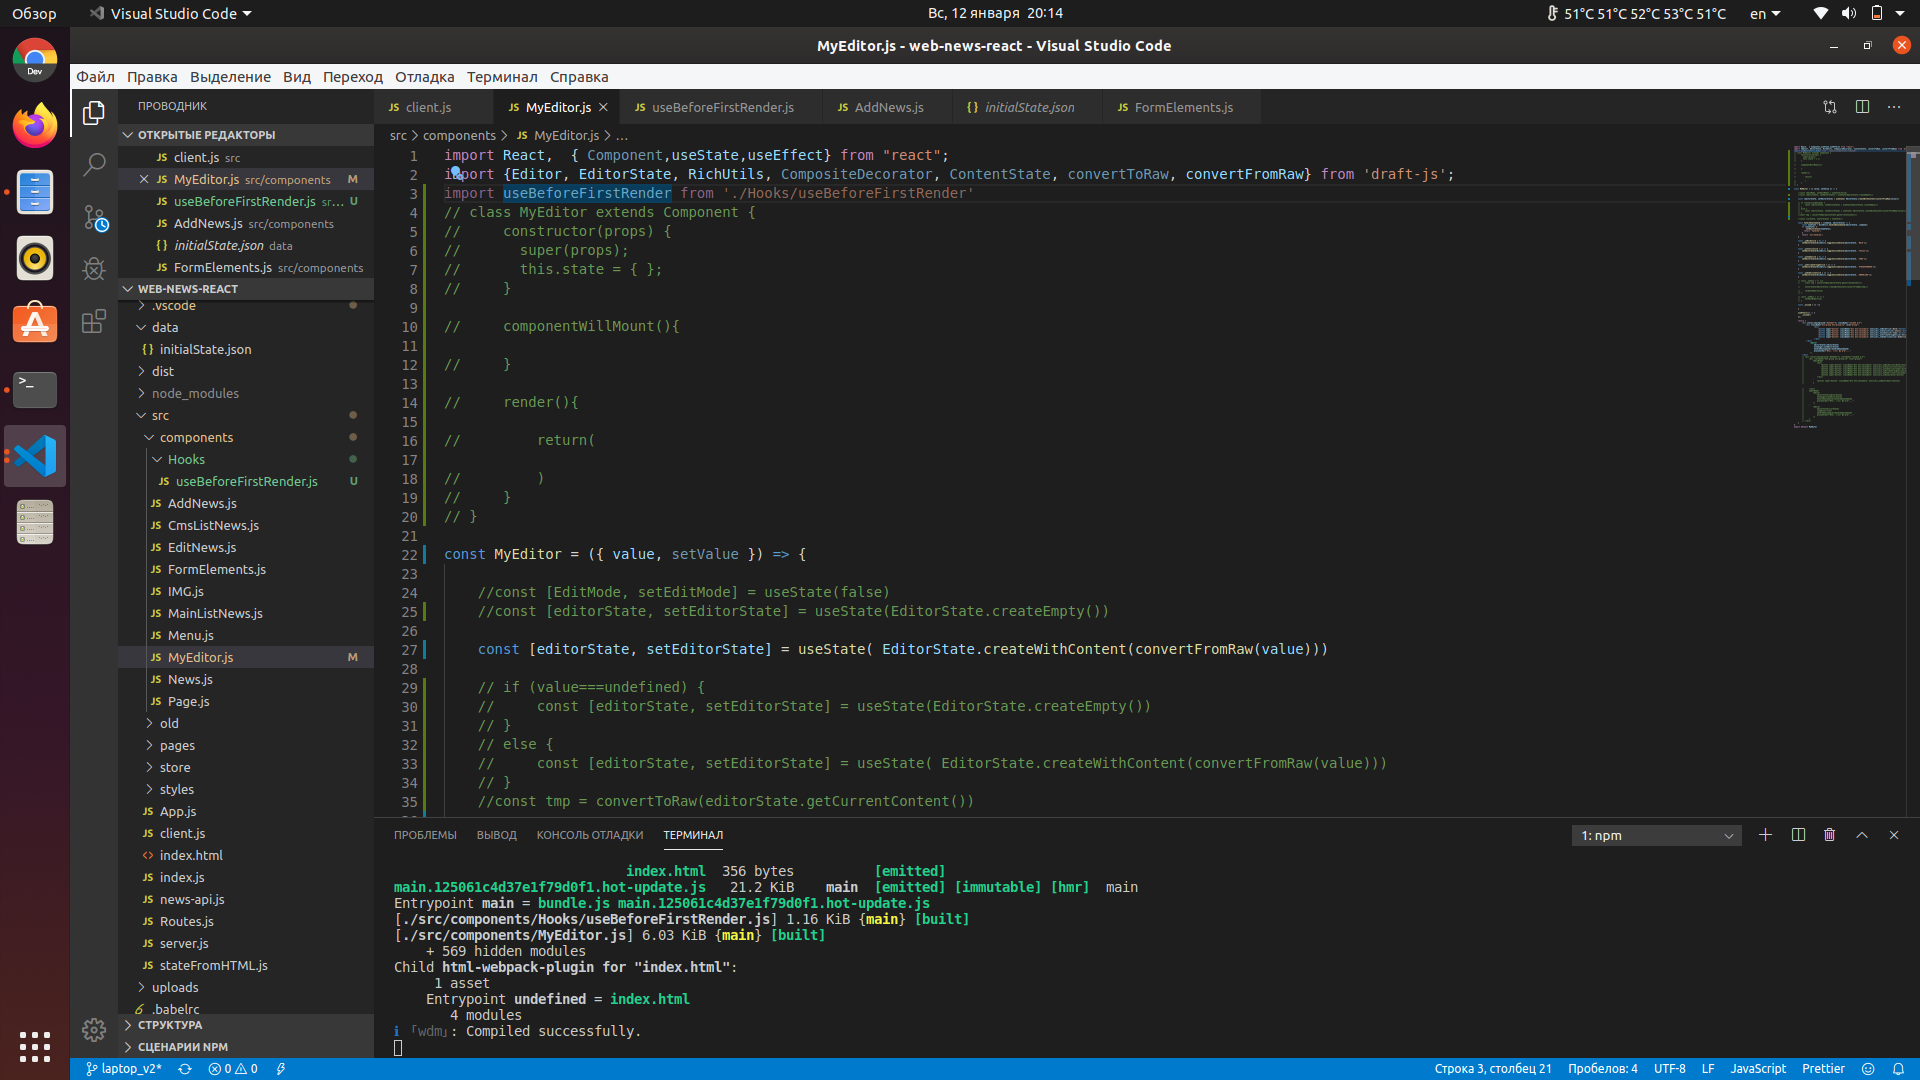 Обзор Visual Studio Code Вс, 12 января 20:14 51°C 51°C 52°C 53°C 51°C en
MyEditor.js - web-news-react - Visual Studio Code
Файл Правка Выделение Вид Переход Отладка Терминал Справка
Dev
ПРОВОДНИК
ОТКРЫТЫЕ РЕДАКТОРЫ
JS client.js src
JS MyEditor.js src/components M
JS useBeforeFirstRender.js sr... U
JS AddNews.js src/components
{} initialState.json data
JS FormElements.js src/components
WEB-NEWS-REACT
.vscode
data
{} initialState.json
dist
node_modules
src
components
Hooks
JS useBeforeFirstRender.js U
JS AddNews.js
JS CmsListNews.js
JS EditNews.js
JS FormElements.js
JS IMG.js
JS MainListNews.js
JS Menu.js
JS MyEditor.js M
JS News.js
JS Page.js
old
pages
store
styles
JS App.js
JS client.js
<> index.html
JS index.js
JS news-api.js
JS Routes.js
JS server.js
JS stateFromHTML.js
uploads
.babelrc
СТРУКТУРА
СЦЕНАРИИ NPM
JS client.js JS MyEditor.js JS useBeforeFirstRender.js JS AddNews.js {} initialState.json JS FormElements.js
src > components > JS MyEditor.js > ...
1 import React,  { Component,useState,useEffect} from "react";
2 import {Editor, EditorState, RichUtils, CompositeDecorator, ContentState, convertToRaw, convertFromRaw} from 'draft-js';
3 import useBeforeFirstRender from './Hooks/useBeforeFirstRender'
4 // class MyEditor extends Component {
5 //     constructor(props) {
6 //       super(props);
7 //       this.state = { };
8 //     }
9
10 //     componentWillMount(){
11
12 //     }
13
14 //     render(){
15
16 //         return(
17
18 //         )
19 //     }
20 // }
21
22 const MyEditor = ({ value, setValue }) => {
23
24     //const [EditMode, setEditMode] = useState(false)
25     //const [editorState, setEditorState] = useState(EditorState.createEmpty())
26
27     const [editorState, setEditorState] = useState( EditorState.createWithContent(convertFromRaw(value)))
28
29     // if (value===undefined) {
30     //     const [editorState, setEditorState] = useState(EditorState.createEmpty())
31     // }
32     // else {
33     //     const [editorState, setEditorState] = useState( EditorState.createWithContent(convertFromRaw(value)))
34     // }
35     //const tmp = convertToRaw(editorState.getCurrentContent())
ПРОБЛЕМЫ ВЫВОД КОНСОЛЬ ОТЛАДКИ ТЕРМИНАЛ 1: npm
index.html 356 bytes [emitted]
main.125061c4d37e1f79d0f1.hot-update.js 21.2 KiB main [emitted] [immutable] [hmr] main
Entrypoint main = bundle.js main.125061c4d37e1f79d0f1.hot-update.js
[./src/components/Hooks/useBeforeFirstRender.js] 1.16 KiB {main} [built]
[./src/components/MyEditor.js] 6.03 KiB {main} [built]
+ 569 hidden modules
Child html-webpack-plugin for "index.html":
1 asset
Entrypoint undefined = index.html
4 modules
ℹ ｢wdm｣: Compiled successfully.
laptop_v2* 0 0 Строка 3, столбец 21 Пробелов: 4 UTF-8 LF JavaScript Prettier